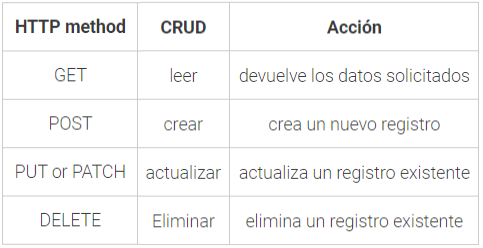 HTTP method CRUD Acción
GET leer devuelve los datos solicitados
POST crear crea un nuevo registro
PUT or PATCH actualizar actualiza un registro existente
DELETE Eliminar elimina un registro existente